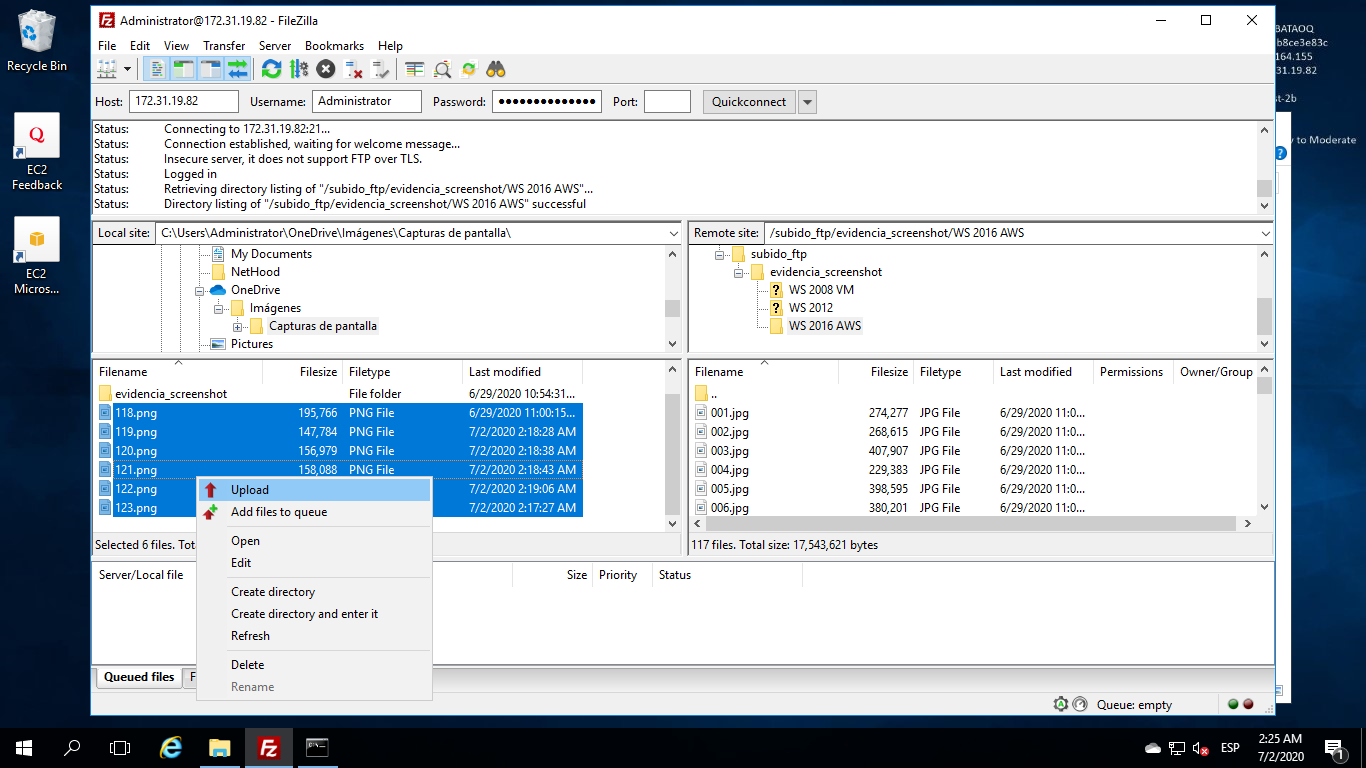 Recycle Bin
Q
EC2
Feedback
EC2
Micros...
Administrator@172.31.19.82 - FileZilla
File Edit View Transfer Server Bookmarks Help
Host: 172.31.19.82 Username: Administrator Password: ●●●●●●●●●●●●●● Port: Quickconnect
Status: Connecting to 172.31.19.82:21...
Status: Connection established, waiting for welcome message...
Status: Insecure server, it does not support FTP over TLS.
Status: Logged in
Status: Retrieving directory listing of "/subido_ftp/evidencia_screenshot/WS 2016 AWS"...
Status: Directory listing of "/subido_ftp/evidencia_screenshot/WS 2016 AWS" successful
Local site: C:\Users\Administrator\OneDrive\Imágenes\Capturas de pantalla\
My Documents
NetHood
OneDrive
Imágenes
Capturas de pantalla
Pictures
Remote site: /subido_ftp/evidencia_screenshot/WS 2016 AWS
subido_ftp
evidencia_screenshot
WS 2008 VM
WS 2012
WS 2016 AWS
Filename Filesize Filetype Last modified
evidencia_screenshot File folder 6/29/2020 10:54:31...
118.png 195,766 PNG File 6/29/2020 11:00:15...
119.png 147,784 PNG File 7/2/2020 2:18:28 AM
120.png 156,979 PNG File 7/2/2020 2:18:38 AM
121.png 158,088 PNG File 7/2/2020 2:18:43 AM
122.png 7/2/2020 2:19:06 AM
123.png 7/2/2020 2:17:27 AM
Selected 6 files. Tot
Upload
Add files to queue
Open
Edit
Create directory
Create directory and enter it
Refresh
Delete
Rename
Filename Filesize Filetype Last modified Permissions Owner/Group
..
001.jpg 274,277 JPG File 6/29/2020 11:0...
002.jpg 268,615 JPG File 6/29/2020 11:0...
003.jpg 407,907 JPG File 6/29/2020 11:0...
004.jpg 229,383 JPG File 6/29/2020 11:0...
005.jpg 398,595 JPG File 6/29/2020 11:0...
006.jpg 380,201 JPG File 6/29/2020 11:0...
117 files. Total size: 17,543,621 bytes
Server/Local file Size Priority Status
Queued files F
Queue: empty
BATAOQ
b8ce3e83c
164.155
31.19.82
st-2b
y to Moderate
ESP
2:25 AM
7/2/2020
1